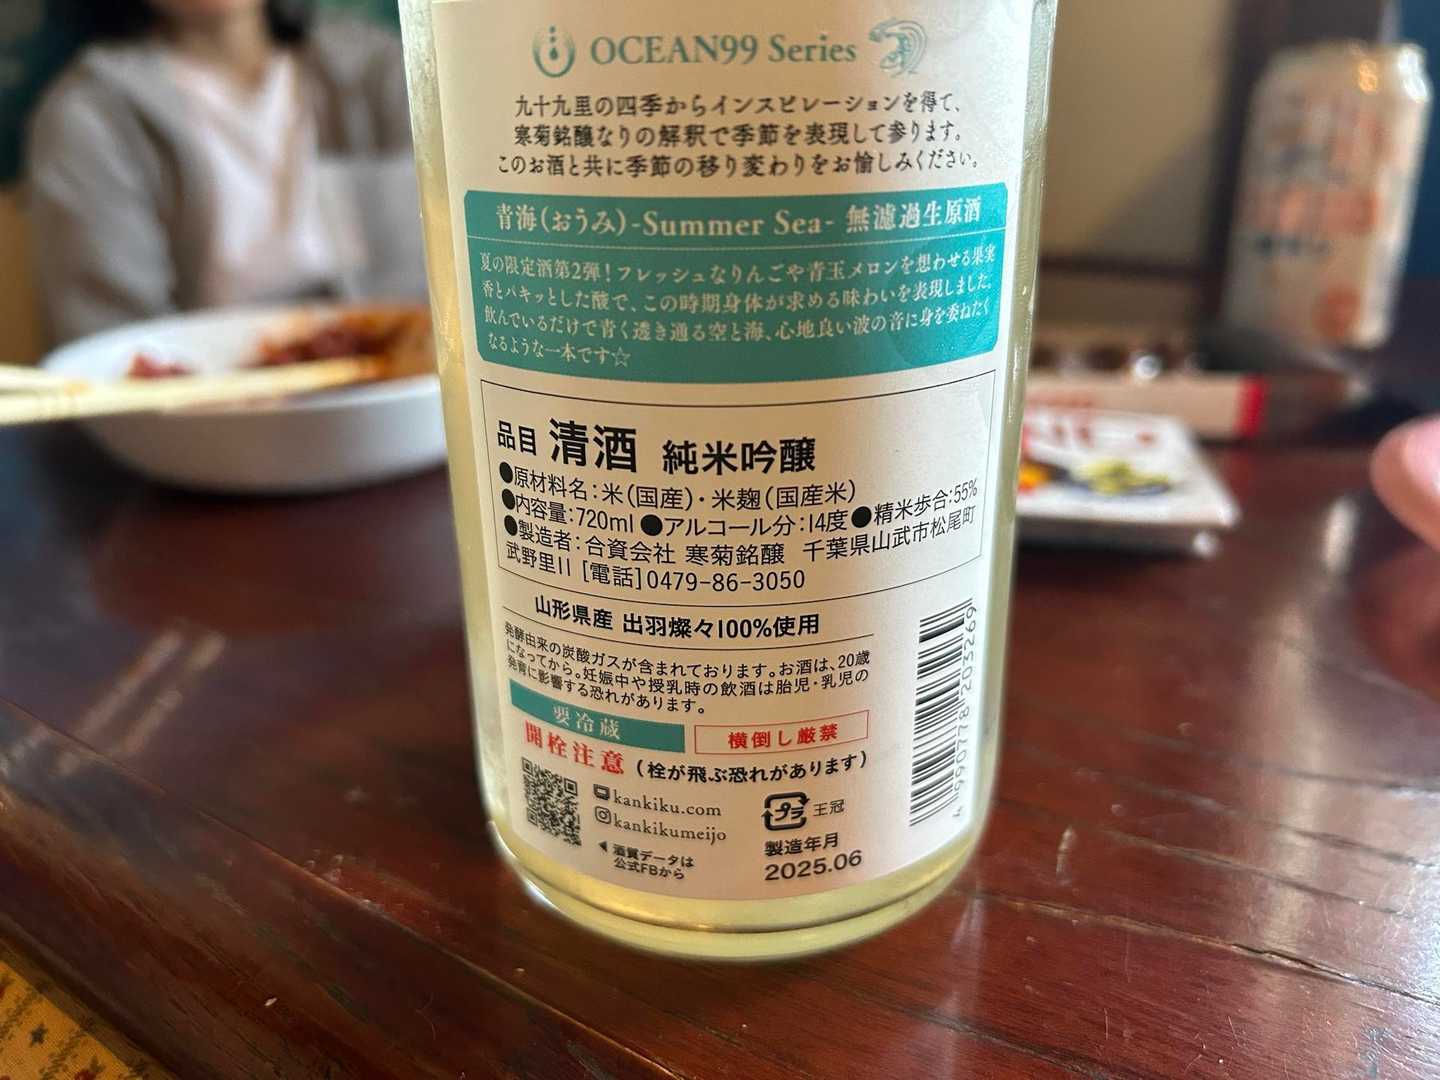 OCEAN99 Series
九十九里の四季からインスピレーションを得て、
寒菊銘醸なりの解釈で季節を表現して参ります。
このお酒と共に季節の移り変わりをお愉しみください。
青海(おうみ)-Summer Sea- 無濾過生原酒
夏の限定酒第2弾!フレッシュなりんごや青玉メロンを想わせる果実
香とパキッとした酸で、この時期身体が求める味わいを表現しました。
飲んでいるだけで青く透き通る空と海、心地良い波の音に身を委ねたく
なるような一本です☆
品目 清酒 純米吟醸
●原材料名:米(国産)・米麹(国産米)
●内容量:720ml ●アルコール分:14度 ●精米歩合:55%
●製造者:合資会社 寒菊銘醸 千葉県山武市松尾町
武野里11 [電話]0479-86-3050
山形県産 出羽燦々100%使用
発酵由来の炭酸ガスが含まれております。お酒は、20歳
になってから。妊娠中や授乳時の飲酒は胎児・乳児の
発育に影響する恐れがあります。
要冷蔵 横倒し厳禁
開栓注意 (栓が飛ぶ恐れがあります)
kankiku.com
kankikumeijo
◀酒質データは
公式FBから
プラ 王冠
製造年月
2025.06
4 990778 203269